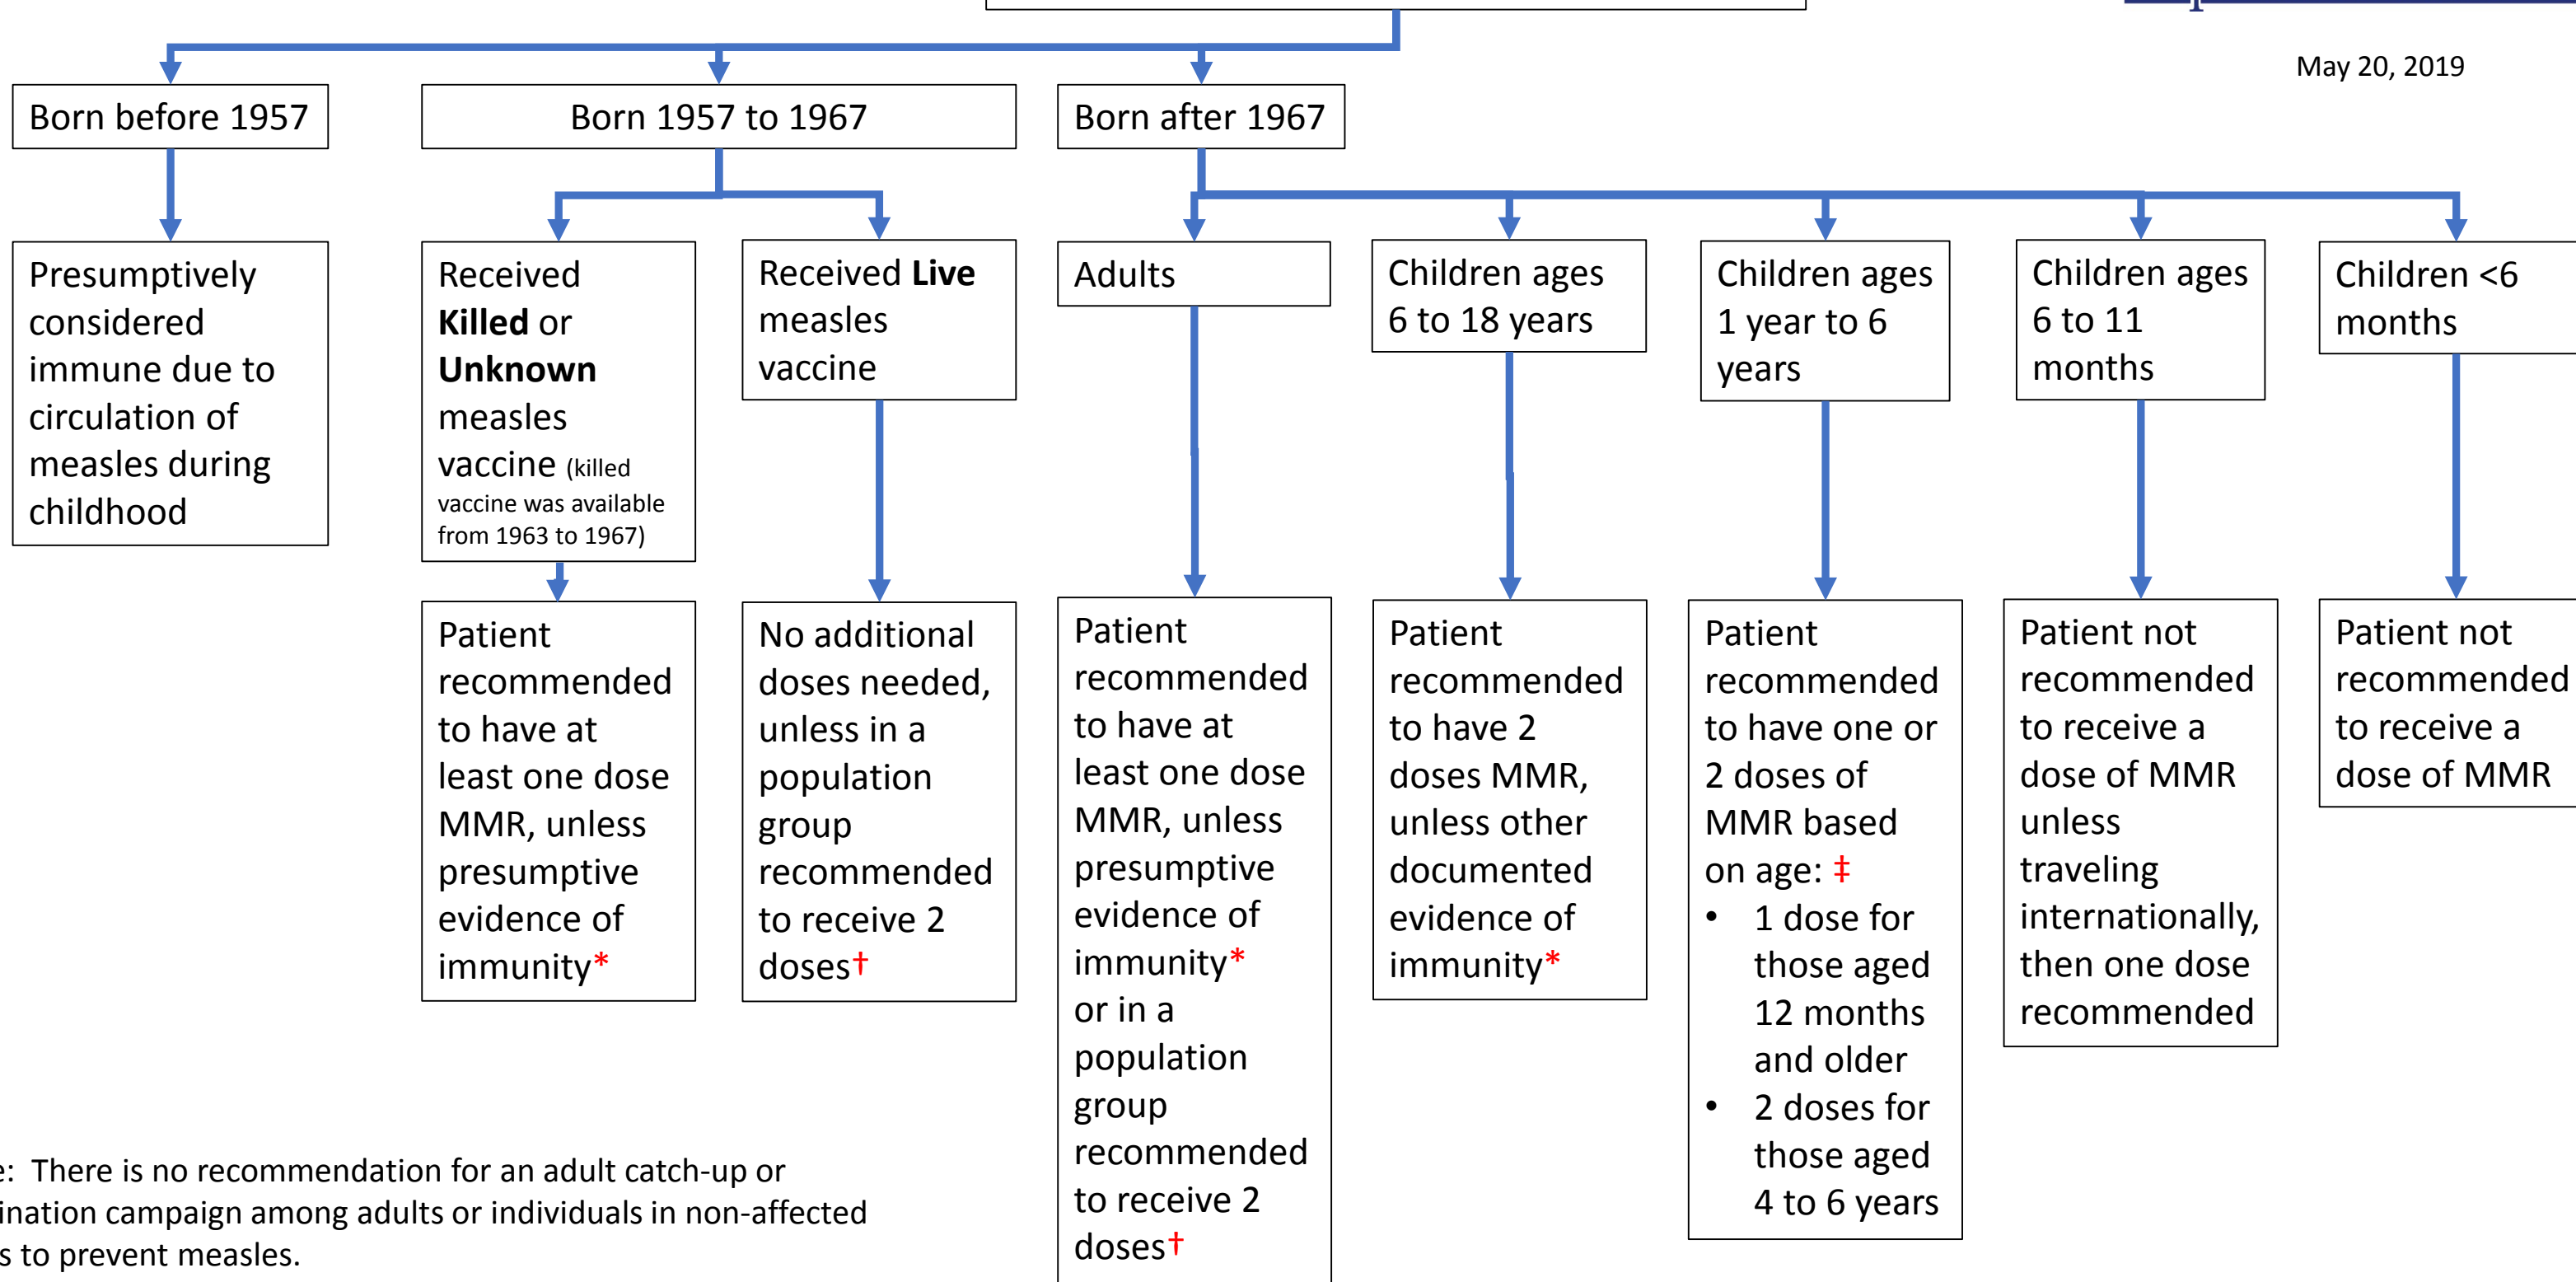 May 20, 2019
Born before 1957
Born 1957 to 1967
Born after 1967
Presumptively
considered
immune due to
circulation of
measles during
childhood
Received
Killed or
Unknown
measles
vaccine (killed
vaccine was available
from 1963 to 1967)
Received Live
measles
vaccine
Adults
Children ages
6 to 18 years
Children ages
1 year to 6
years
Children ages
6 to 11
months
Children <6
months
Patient
recommended
to have at
least one dose
MMR, unless
presumptive
evidence of
immunity*
No additional
doses needed,
unless in a
population
group
recommended
to receive 2
doses†
Patient
recommended
to have at
least one dose
MMR, unless
presumptive
evidence of
immunity*
or in a
population
group
recommended
to receive 2
doses†
Patient
recommended
to have 2
doses MMR,
unless other
documented
evidence of
immunity*
Patient
recommended
to have one or
2 doses of
MMR based
on age: ‡
• 1 dose for
those aged
12 months
and older
• 2 doses for
those aged
4 to 6 years
Patient not
recommended
to receive a
dose of MMR
unless
traveling
internationally,
then one dose
recommended
Patient not
recommended
to receive a
dose of MMR
e: There is no recommendation for an adult catch-up or
ination campaign among adults or individuals in non-affected
s to prevent measles.